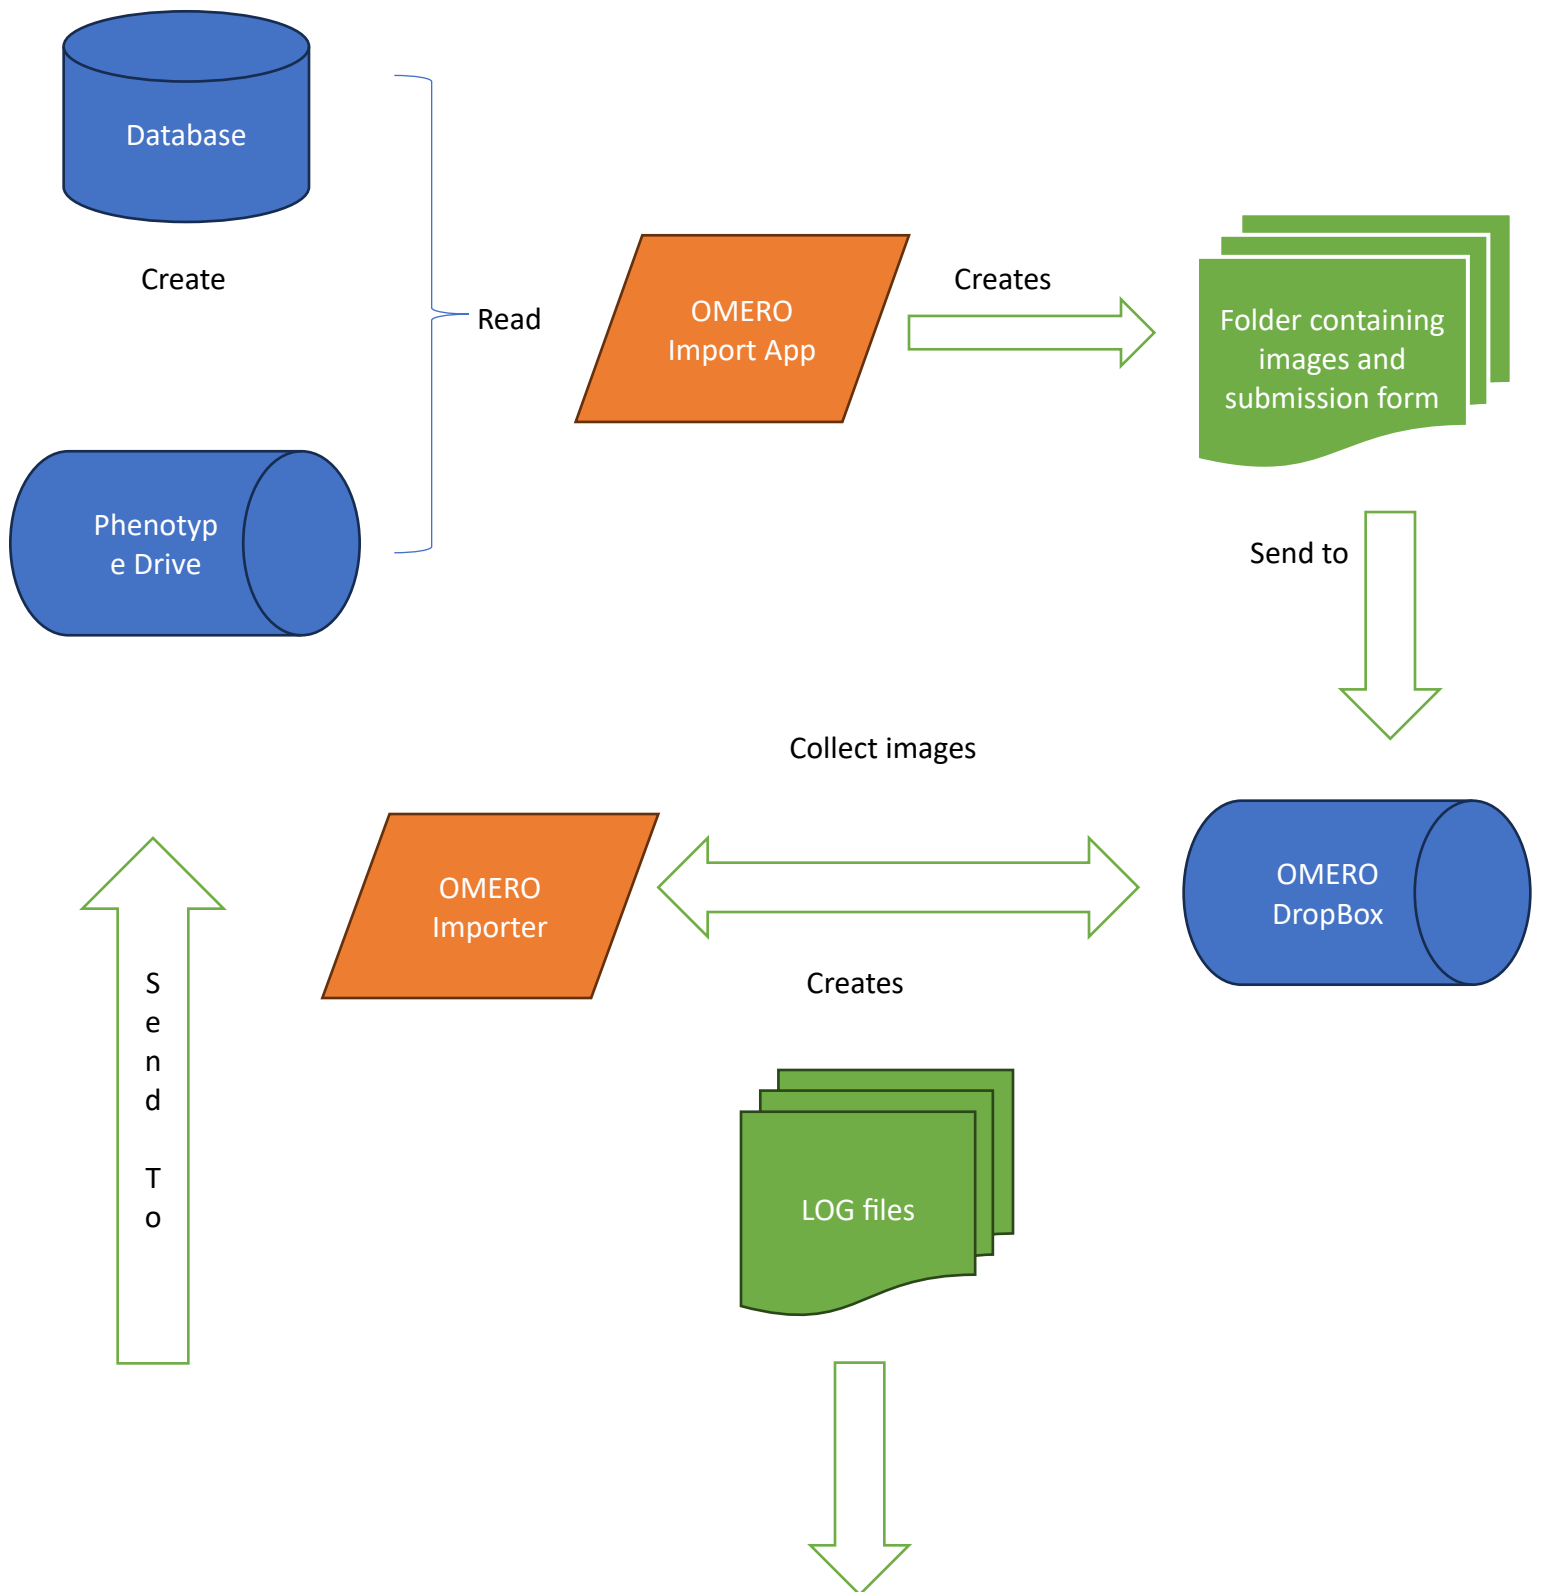 Database
Create
Read
OMERO
Import App
Creates
Folder containing
images and
submission form
Phenotyp
e Drive
Send to
Collect images
OMERO
Importer
OMERO
DropBox
Creates
S
e
n
d
T
o
LOG files